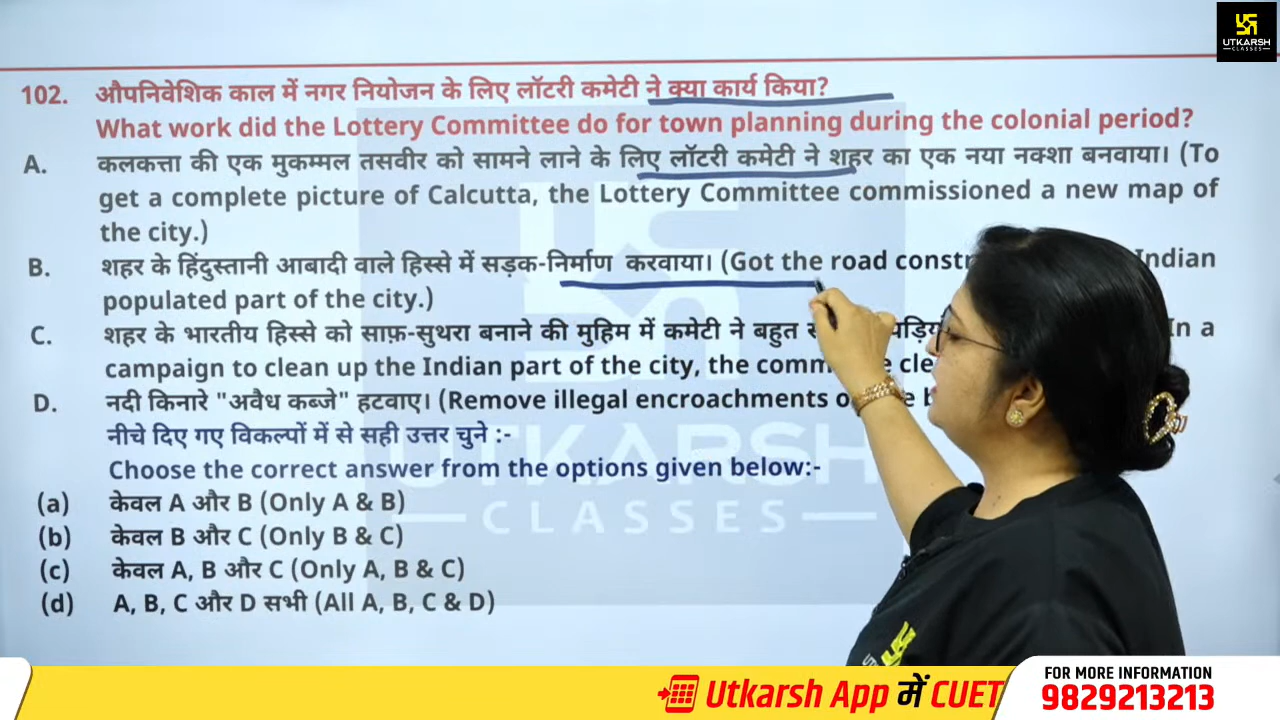 UTKARSH
CLASSES
102. औपनिवेशिक काल में नगर नियोजन के लिए लॉटरी कमेटी ने क्या कार्य किया?
What work did the Lottery Committee do for town planning during the colonial period?
A. कलकत्ता की एक मुकम्मल तसवीर को सामने लाने के लिए लॉटरी कमेटी ने शहर का एक नया नक्शा बनवाया। (To
get a complete picture of Calcutta, the Lottery Committee commissioned a new map of
the city.)
B. शहर के हिंदुस्तानी आबादी वाले हिस्से में सड़क-निर्माण करवाया। (Got the road Indian
populated part of the city.)
C. शहर के भारतीय हिस्से को साफ़-सुथरा बनाने की मुहिम में कमेटी ने बहुत In a
campaign to clean up the Indian part of the city, the
D. नदी किनारे "अवैध कब्जे" हटवाए। (Remove illegal encroachments
नीचे दिए गए विकल्पों में से सही उत्तर चुने :-
Choose the correct answer from the options given below:-
(a) केवल A और B (Only A & B)
(b) केवल B और C (Only B & C)
(c) केवल A, B और C (Only A, B & C)
(d) A, B, C और D सभी (All A, B, C & D)
UTKARSH
CLASSES
Utkarsh App में CUET
FOR MORE INFORMATION
9829213213